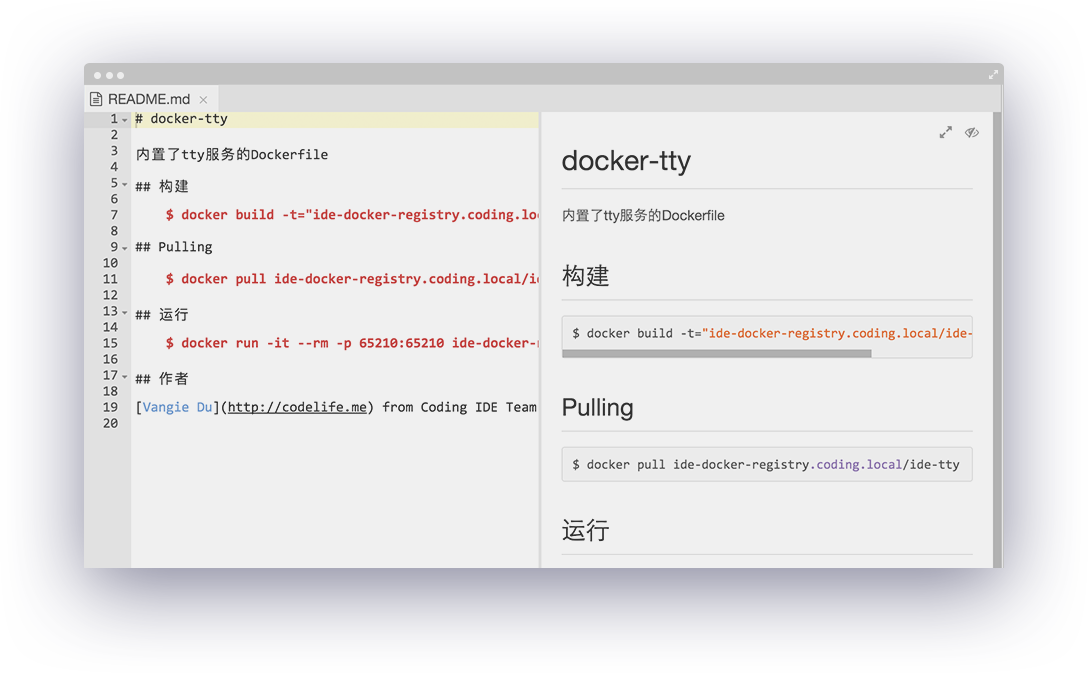 README.md ×
1 # docker-tty
2
3 内置了tty服务的Dockerfile
4
5 ## 构建
6
7 $ docker build -t="ide-docker-registry.coding.lo
8
9 ## Pulling
10
11 $ docker pull ide-docker-registry.coding.local/i
12
13 ## 运行
14
15 $ docker run -it --rm -p 65210:65210 ide-docker-
16
17 ## 作者
18
19 [Vangie Du](http://codelife.me) from Coding IDE Team
20
docker-tty
内置了tty服务的Dockerfile
构建
$ docker build -t="ide-docker-registry.coding.local/ide-
Pulling
$ docker pull ide-docker-registry.coding.local/ide-tty
运行